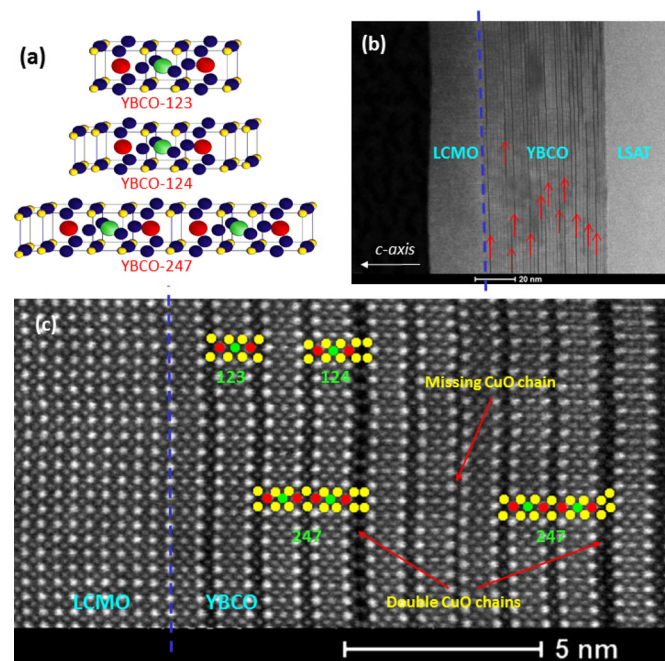 (a)
YBCO-123
YBCO-124
YBCO-247
(b)
LCMO
YBCO
LSAT
c-axis
20 nm
(c)
123
124
Missing CuO chain
247
247
LCMO
YBCO
Double CuO chains
5 nm